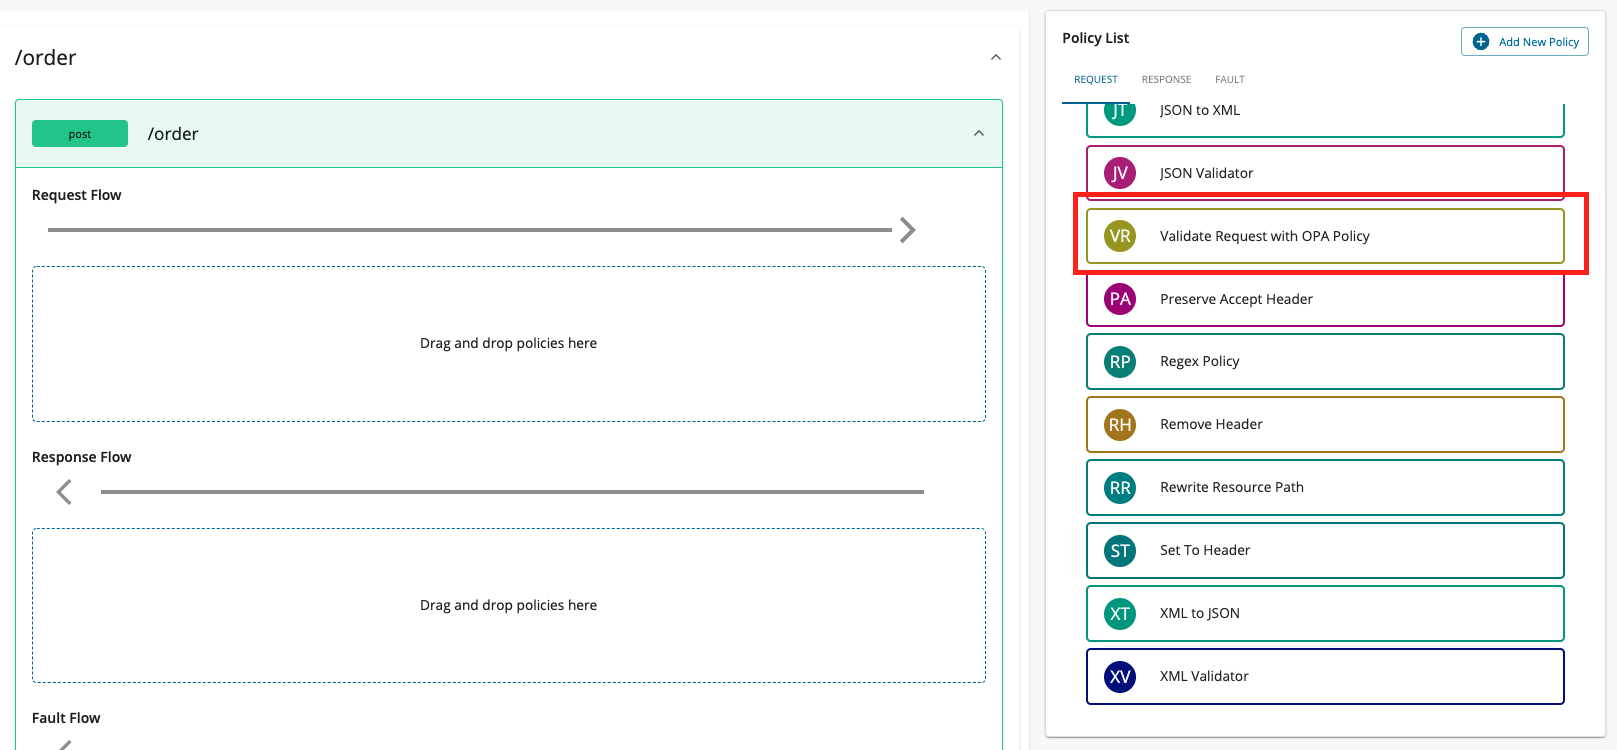 /order
post
/order
Request Flow
Drag and drop policies here
Response Flow
Drag and drop policies here
Fault Flow
Policy List
Add New Policy
REQUEST
RESPONSE
FAULT
JT
JSON to XML
JV
JSON Validator
VR
Validate Request with OPA Policy
PA
Preserve Accept Header
RP
Regex Policy
RH
Remove Header
RR
Rewrite Resource Path
ST
Set To Header
XT
XML to JSON
XV
XML Validator